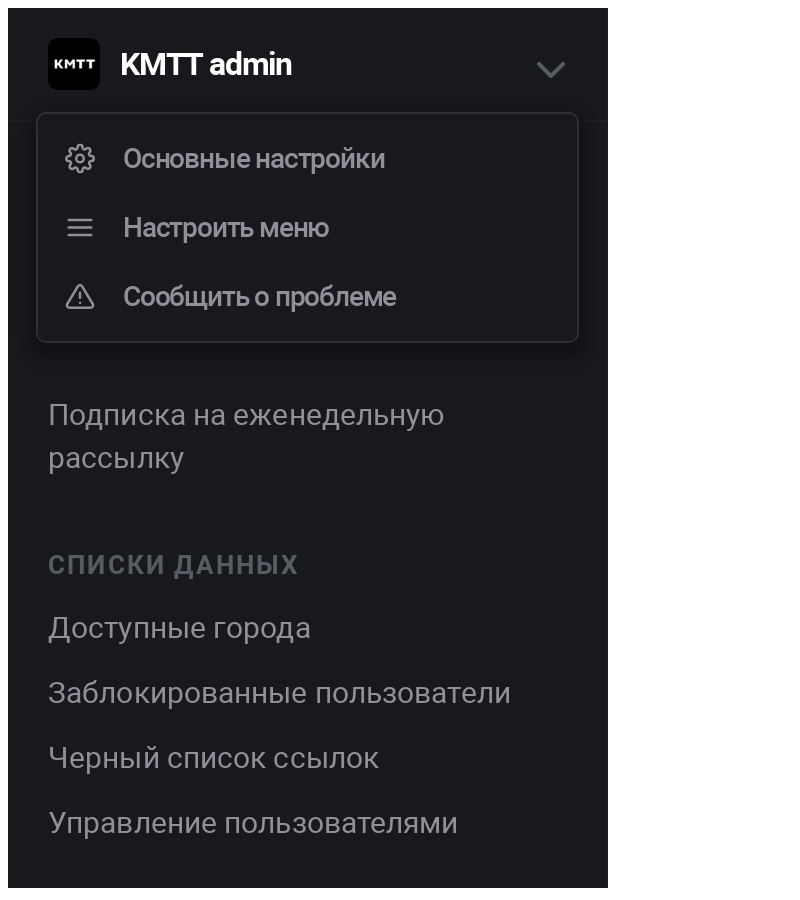 KMTT
KMTT admin
Основные настройки
Настроить меню
Сообщить о проблеме
Подписка на еженедельную
рассылку
СПИСКИ ДАННЫХ
Доступные города
Заблокированные пользователи
Черный список ссылок
Управление пользователями